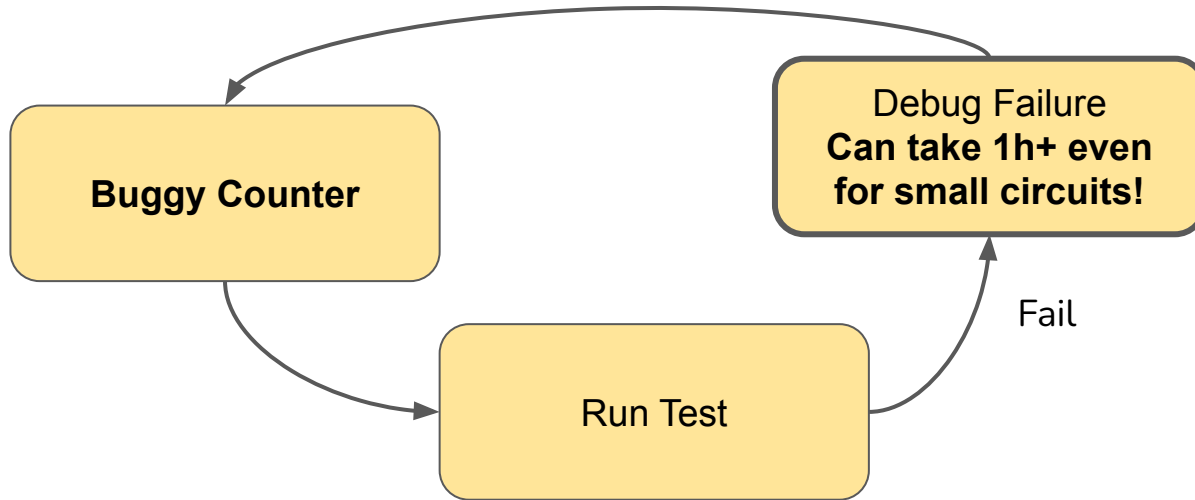 Debug Failure
Can take 1h+ even
for small circuits!
Buggy Counter
Fail
Run Test